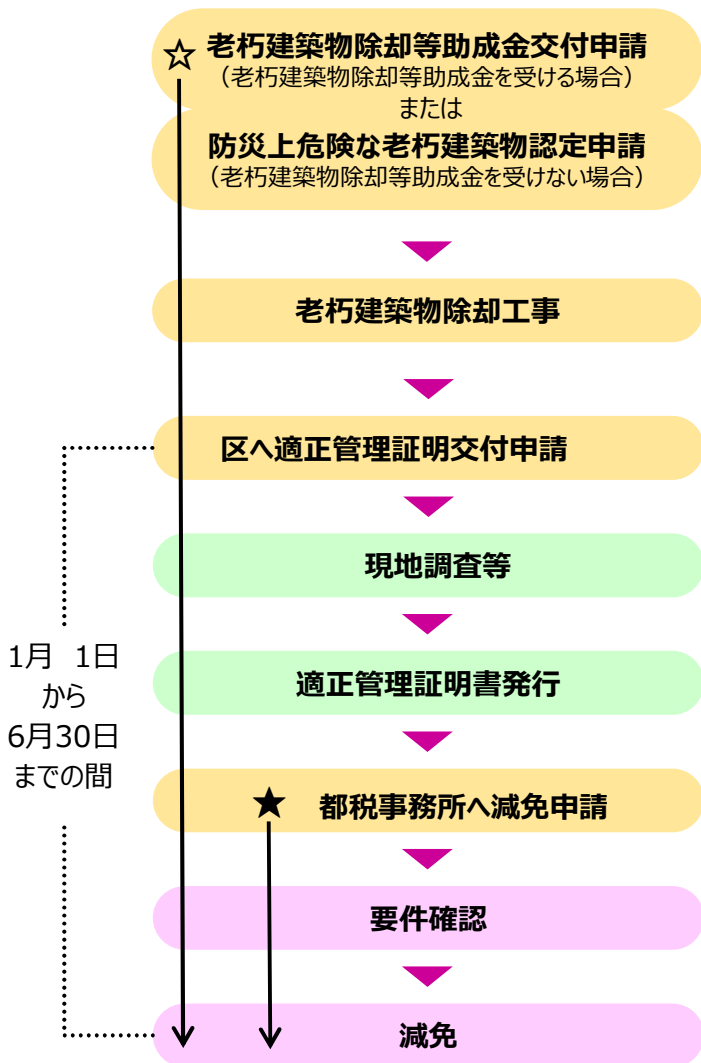 ☆ 老朽建築物除却等助成金交付申請
（老朽建築物除却等助成金を受ける場合）
または
防災上危険な老朽建築物認定申請
（老朽建築物除却等助成金を受けない場合）
老朽建築物除却工事
区へ適正管理証明交付申請
現地調査等
適正管理証明書発行
1月 1日
から
6月30日
までの間
★ 都税事務所へ減免申請
要件確認
減免